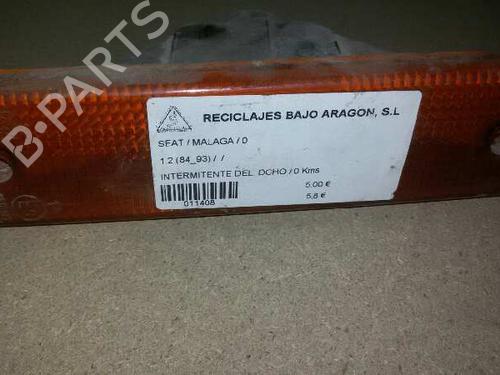 RECICLAJES BAJO ARAGON, S.L
SEAT / MALAGA / 0
1.2 (84_93) / /
INTERMITENTE DEL. DCHO / 0 Kms
5,00 €
011408
5,8 €
B-PARTS